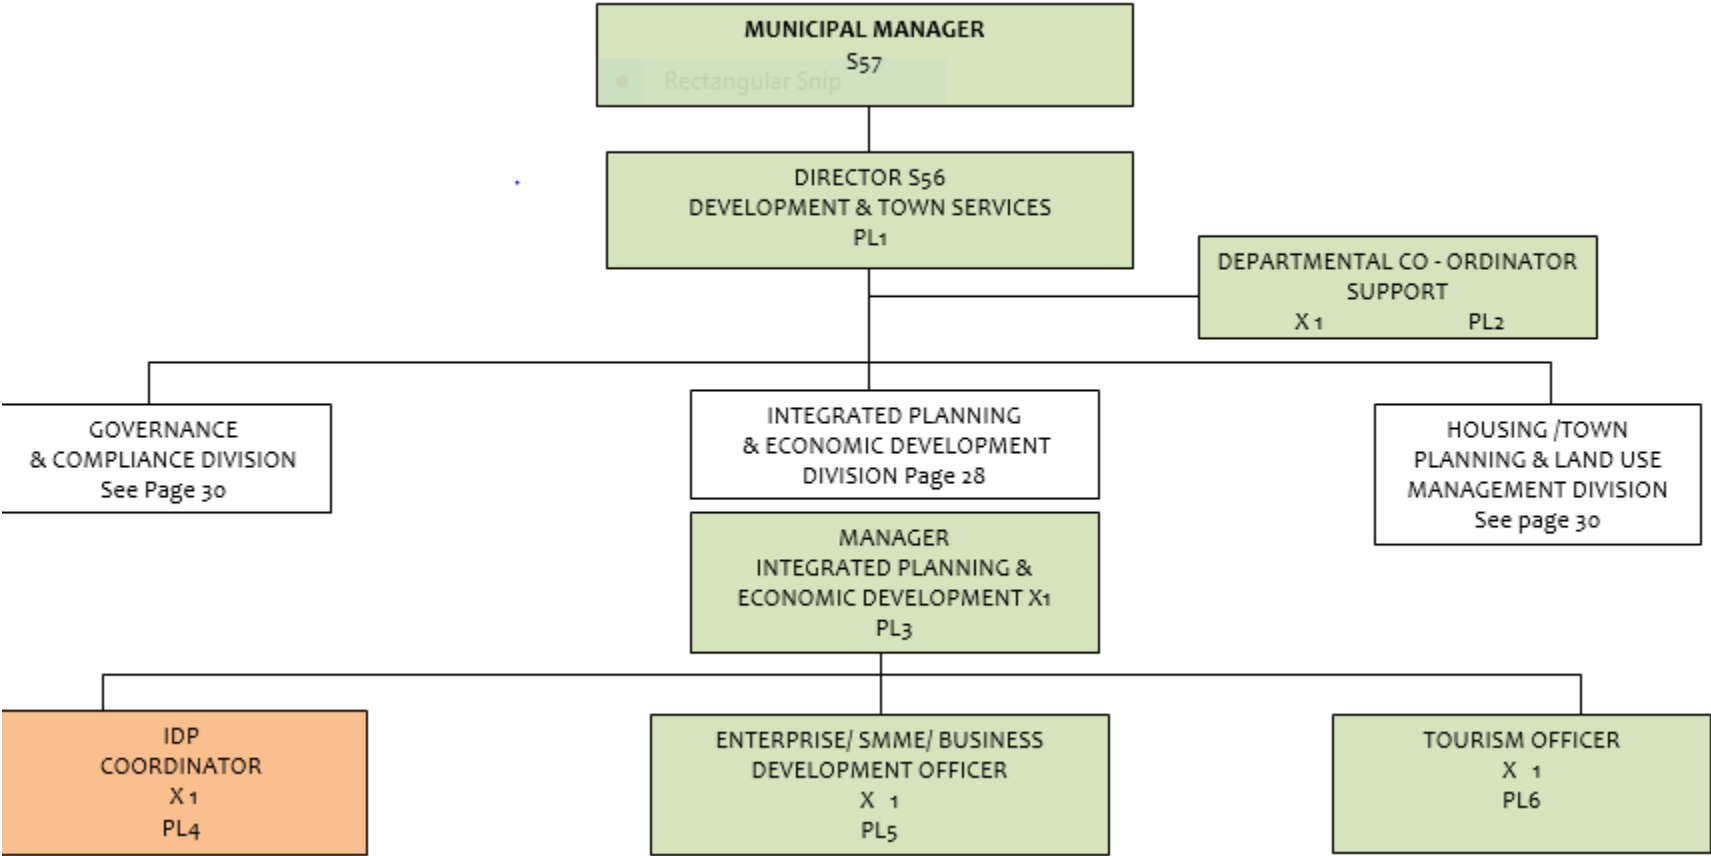 MUNICIPAL MANAGER
S57
Rectangular Snip
DIRECTOR S56
DEVELOPMENT & TOWN SERVICES
PL1
DEPARTMENTAL CO - ORDINATOR
SUPPORT
X 1 PL2
GOVERNANCE
& COMPLIANCE DIVISION
See Page 30
INTEGRATED PLANNING
& ECONOMIC DEVELOPMENT
DIVISION Page 28
HOUSING /TOWN
PLANNING & LAND USE
MANAGEMENT DIVISION
See page 30
MANAGER
INTEGRATED PLANNING &
ECONOMIC DEVELOPMENT X1
PL3
IDP
COORDINATOR
X 1
PL4
ENTERPRISE/ SMME/ BUSINESS
DEVELOPMENT OFFICER
X 1
PL5
TOURISM OFFICER
X 1
PL6